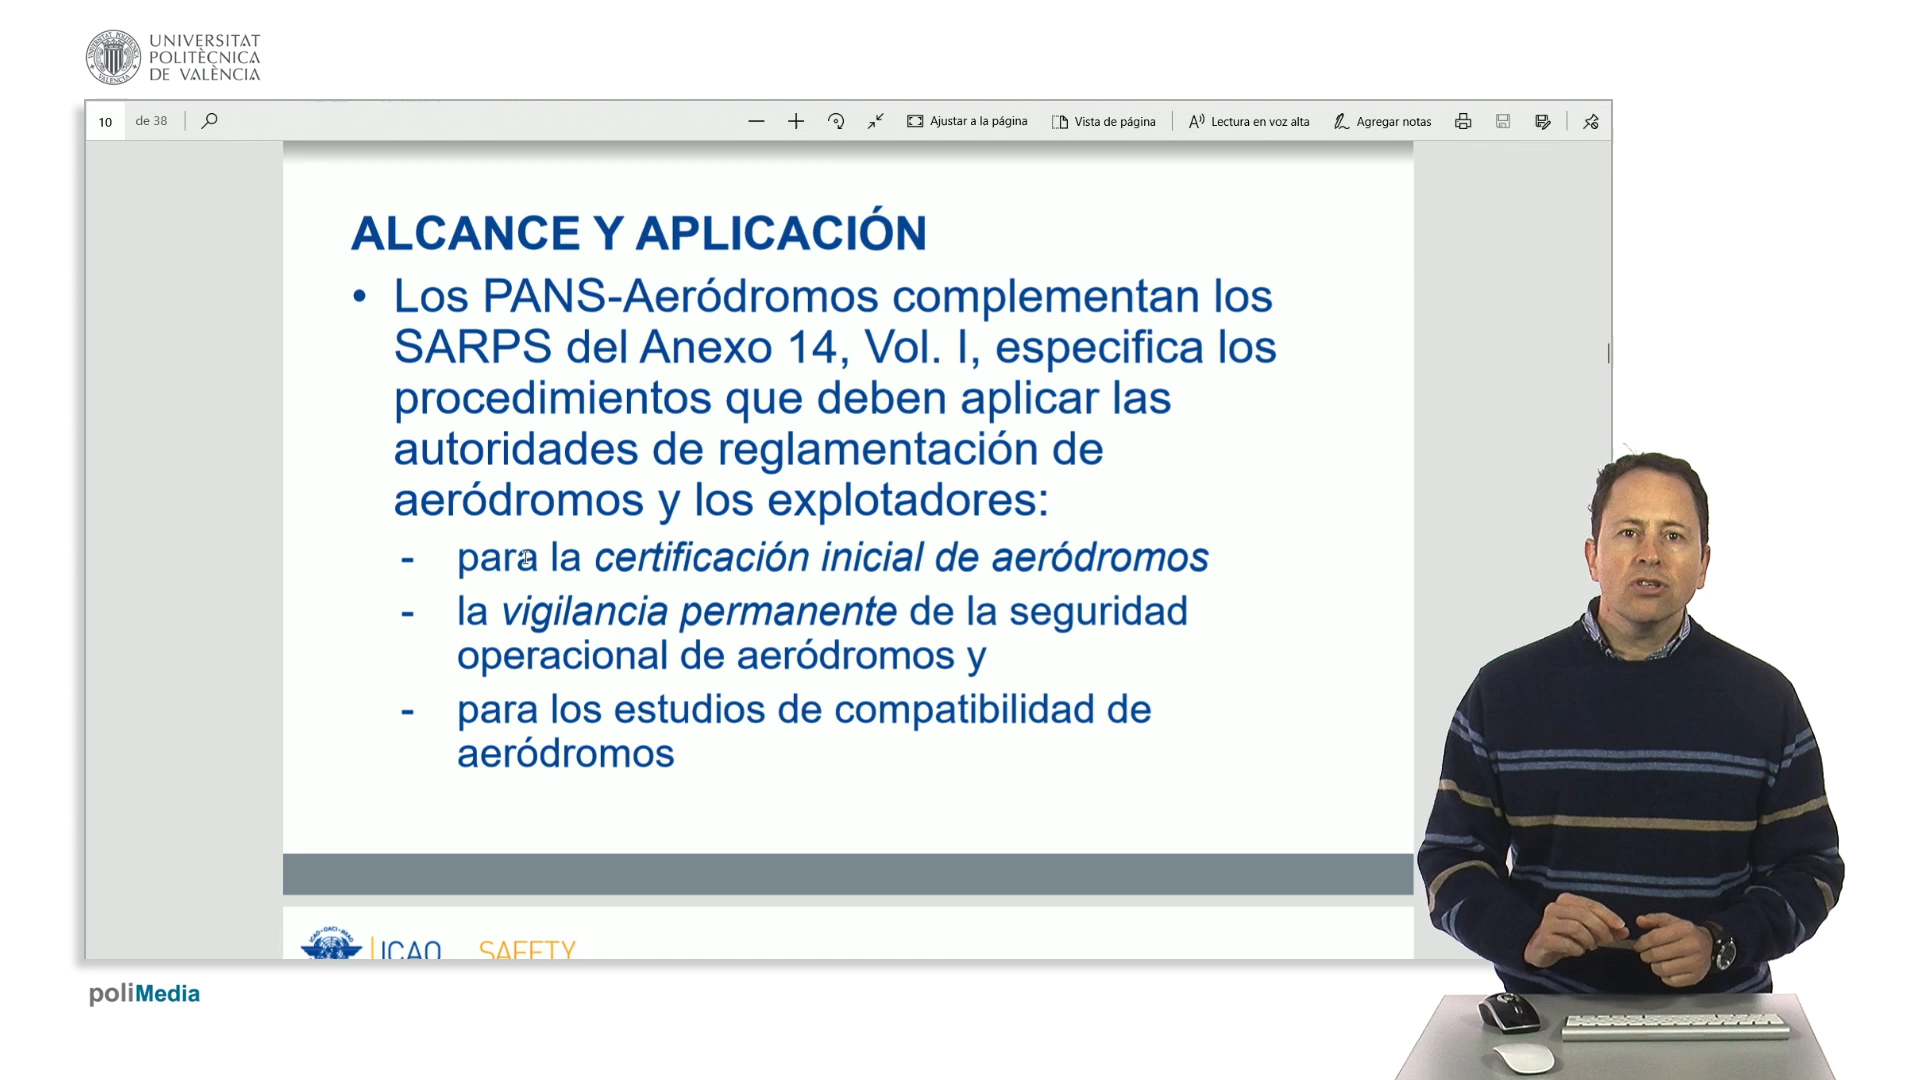 UNIVERSITAT
POLITÈCNICA
DE VALÈNCIA
10 de 38
Ajustar a la página
Vista de página
Lectura en voz alta
Agregar notas
ALCANCE Y APLICACIÓN
• Los PANS-Aeródromos complementan los
SARPS del Anexo 14, Vol. I, especifica los
procedimientos que deben aplicar las
autoridades de reglamentación de
aeródromos y los explotadores:
- para la certificación inicial de aeródromos
- la vigilancia permanente de la seguridad
operacional de aeródromos y
- para los estudios de compatibilidad de
aeródromos
ICAO SAFETY
poliMedia